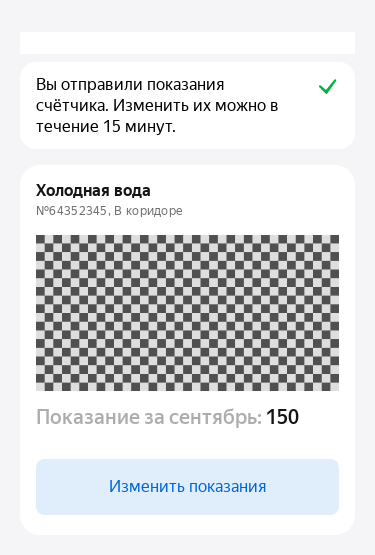 Вы отправили показания
счётчика. Изменить их можно в
течение 15 минут.
Холодная вода
№64352345, В коридоре
Показание за сентябрь: 150
Изменить показания